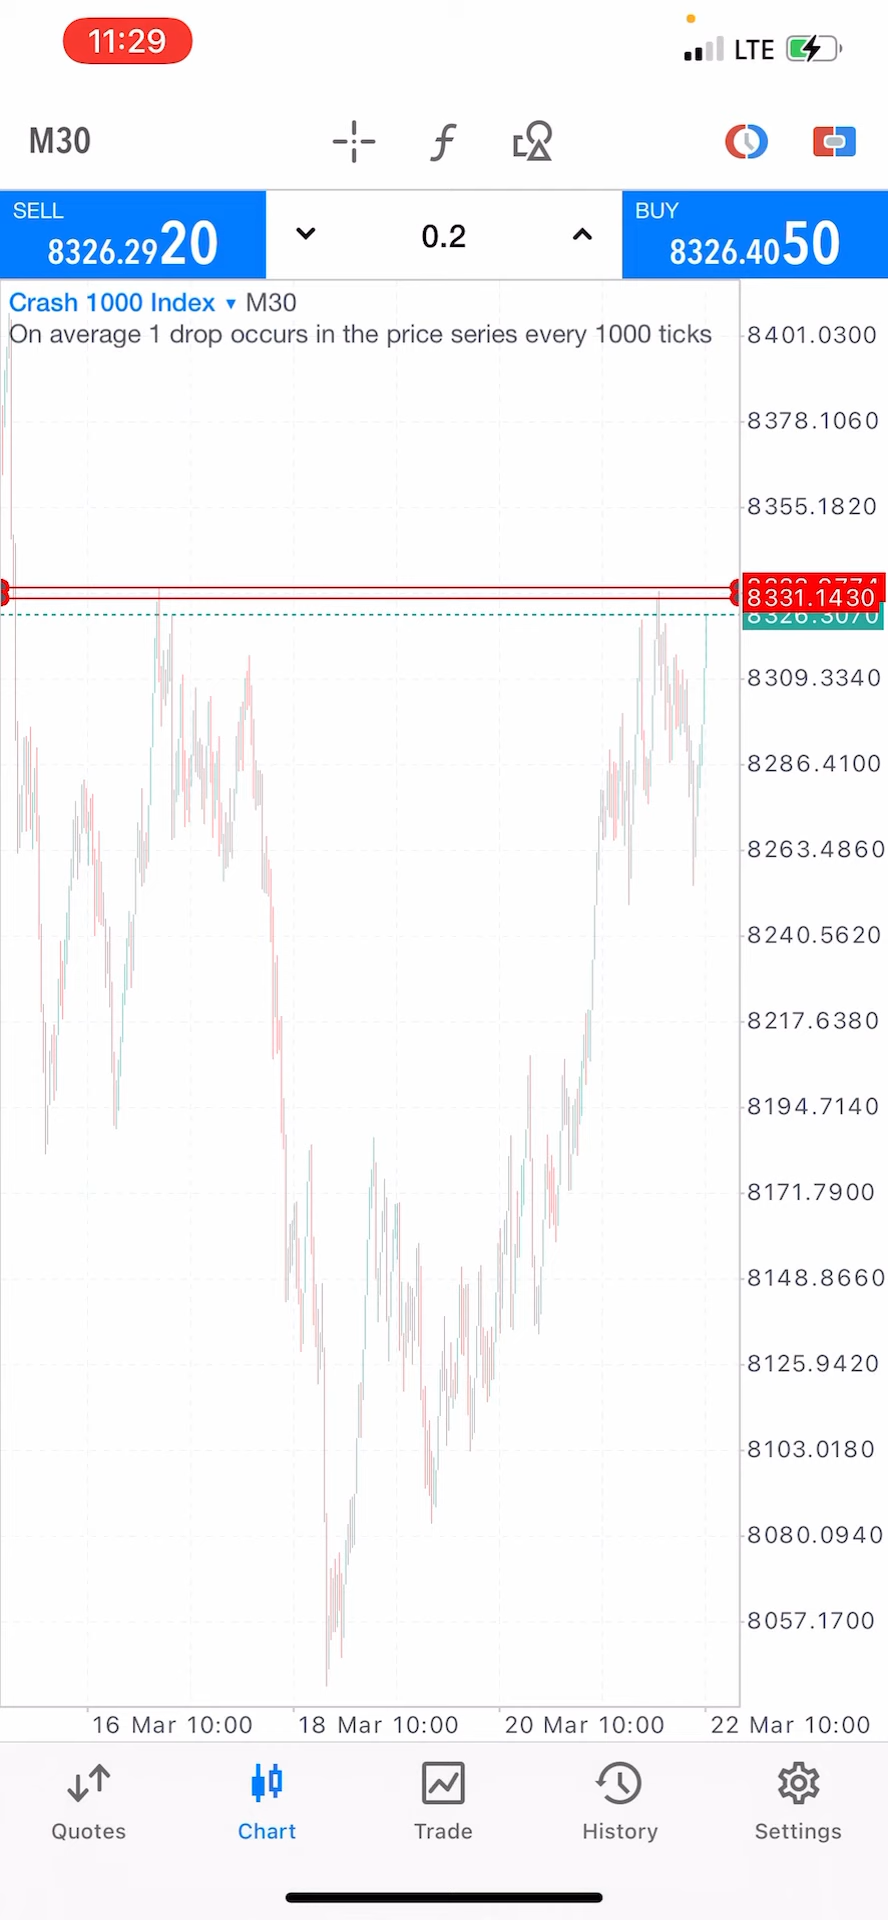 11:29
LTE
M30
SELL
8326.2920
0.2
BUY
8326.4050
Crash 1000 Index ▾ M30
On average 1 drop occurs in the price series every 1000 ticks
8401.0300
8378.1060
8355.1820
8331.1430
8326.3070
8309.3340
8286.4100
8263.4860
8240.5620
8217.6380
8194.7140
8171.7900
8148.8660
8125.9420
8103.0180
8080.0940
8057.1700
16 Mar 10:00
18 Mar 10:00
20 Mar 10:00
22 Mar 10:00
Quotes
Chart
Trade
History
Settings